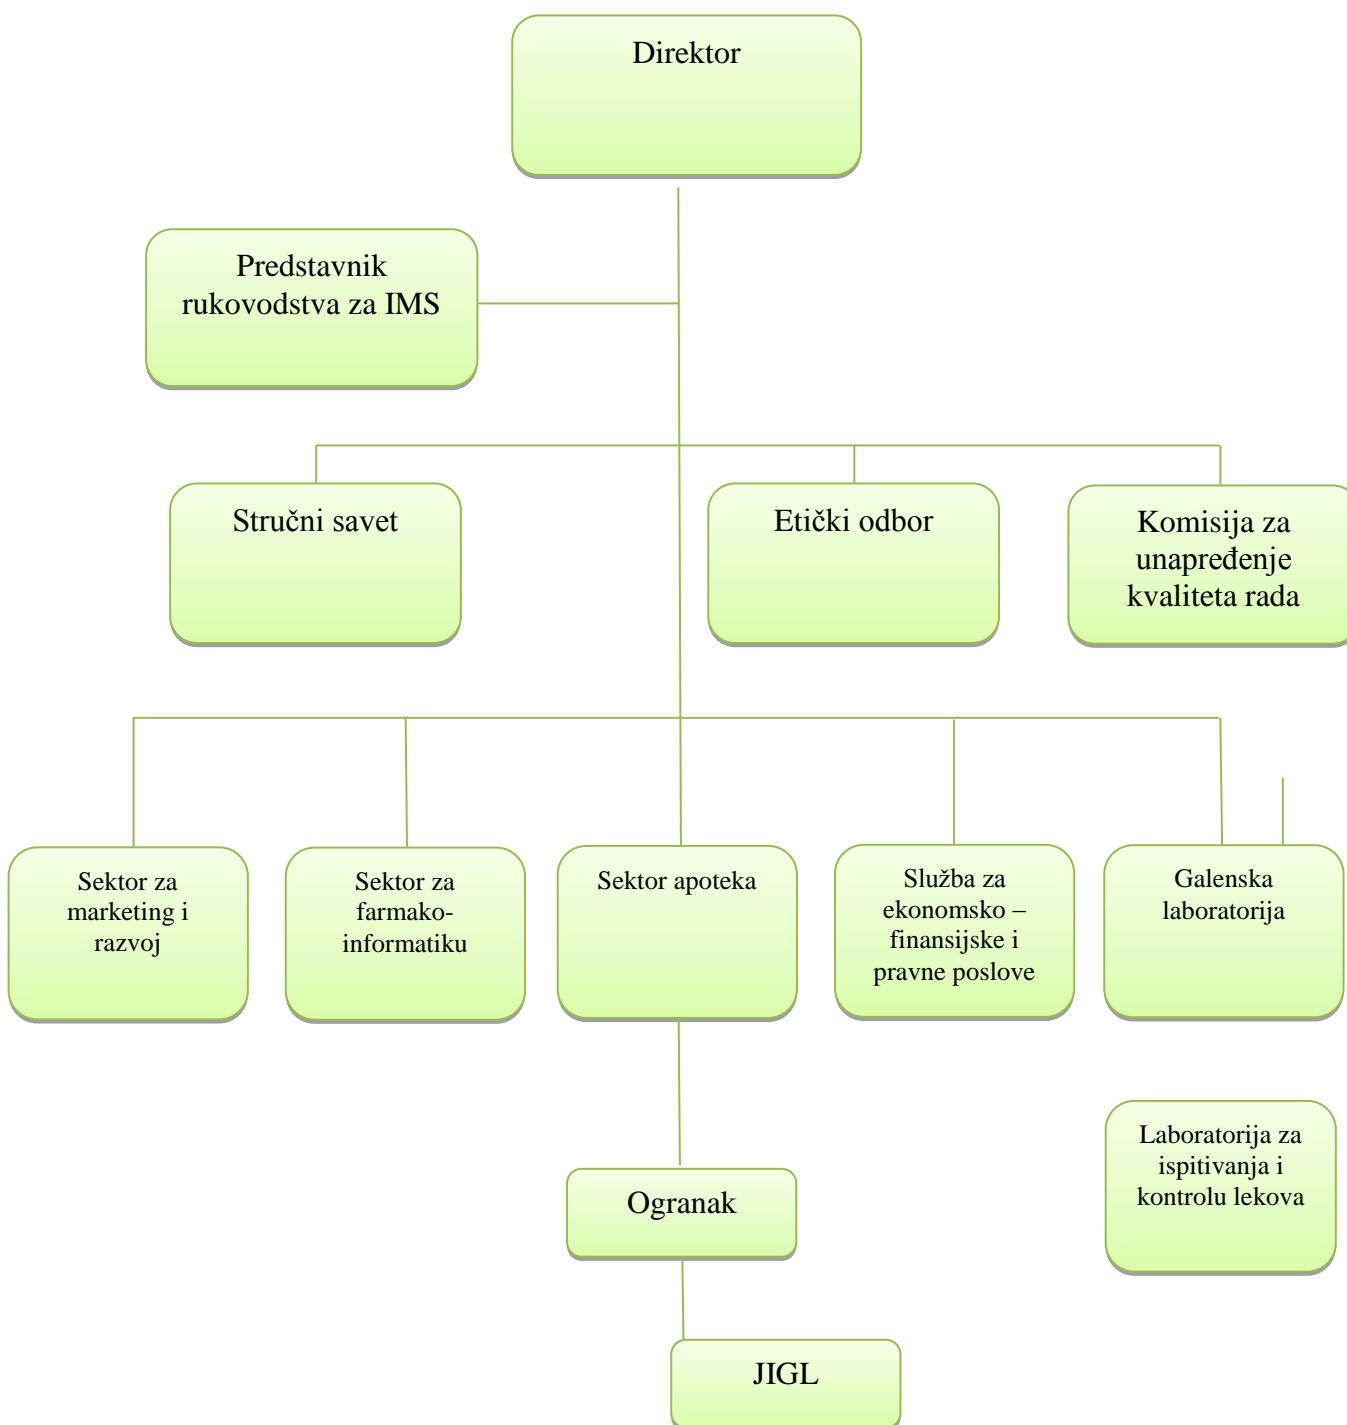 Direktor
Predstavnik
rukovodstva za IMS
Stručni savet
Etički odbor
Komisija za
unapređenje
kvaliteta rada
Sektor za
marketing i
razvoj
Sektor za
farmako-
informatiku
Sektor apoteka
Služba za
ekonomsko –
finansijske i
pravne poslove
Galenska
laboratorija
Laboratorija za
ispitivanja i
kontrolu lekova
Ogranak
JIGL